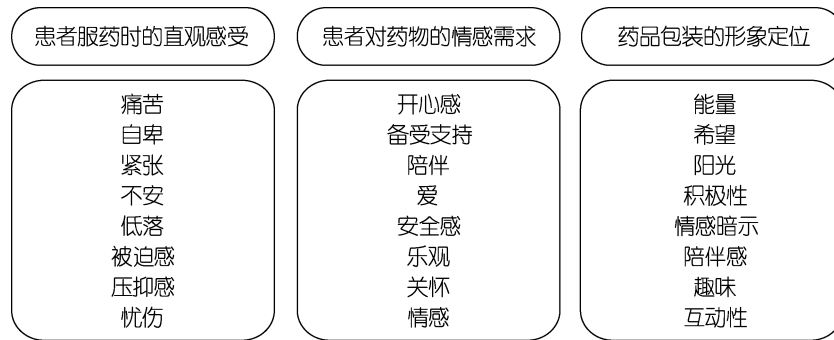 患者服药时的直观感受
患者对药物的情感需求
药品包装的形象定位
痛苦
自卑
紧张
不安
低落
被迫感
压抑感
忧伤
开心感
备受支持
陪伴
爱
安全感
乐观
关怀
情感
能量
希望
阳光
积极性
情感暗示
陪伴感
趣味
互动性